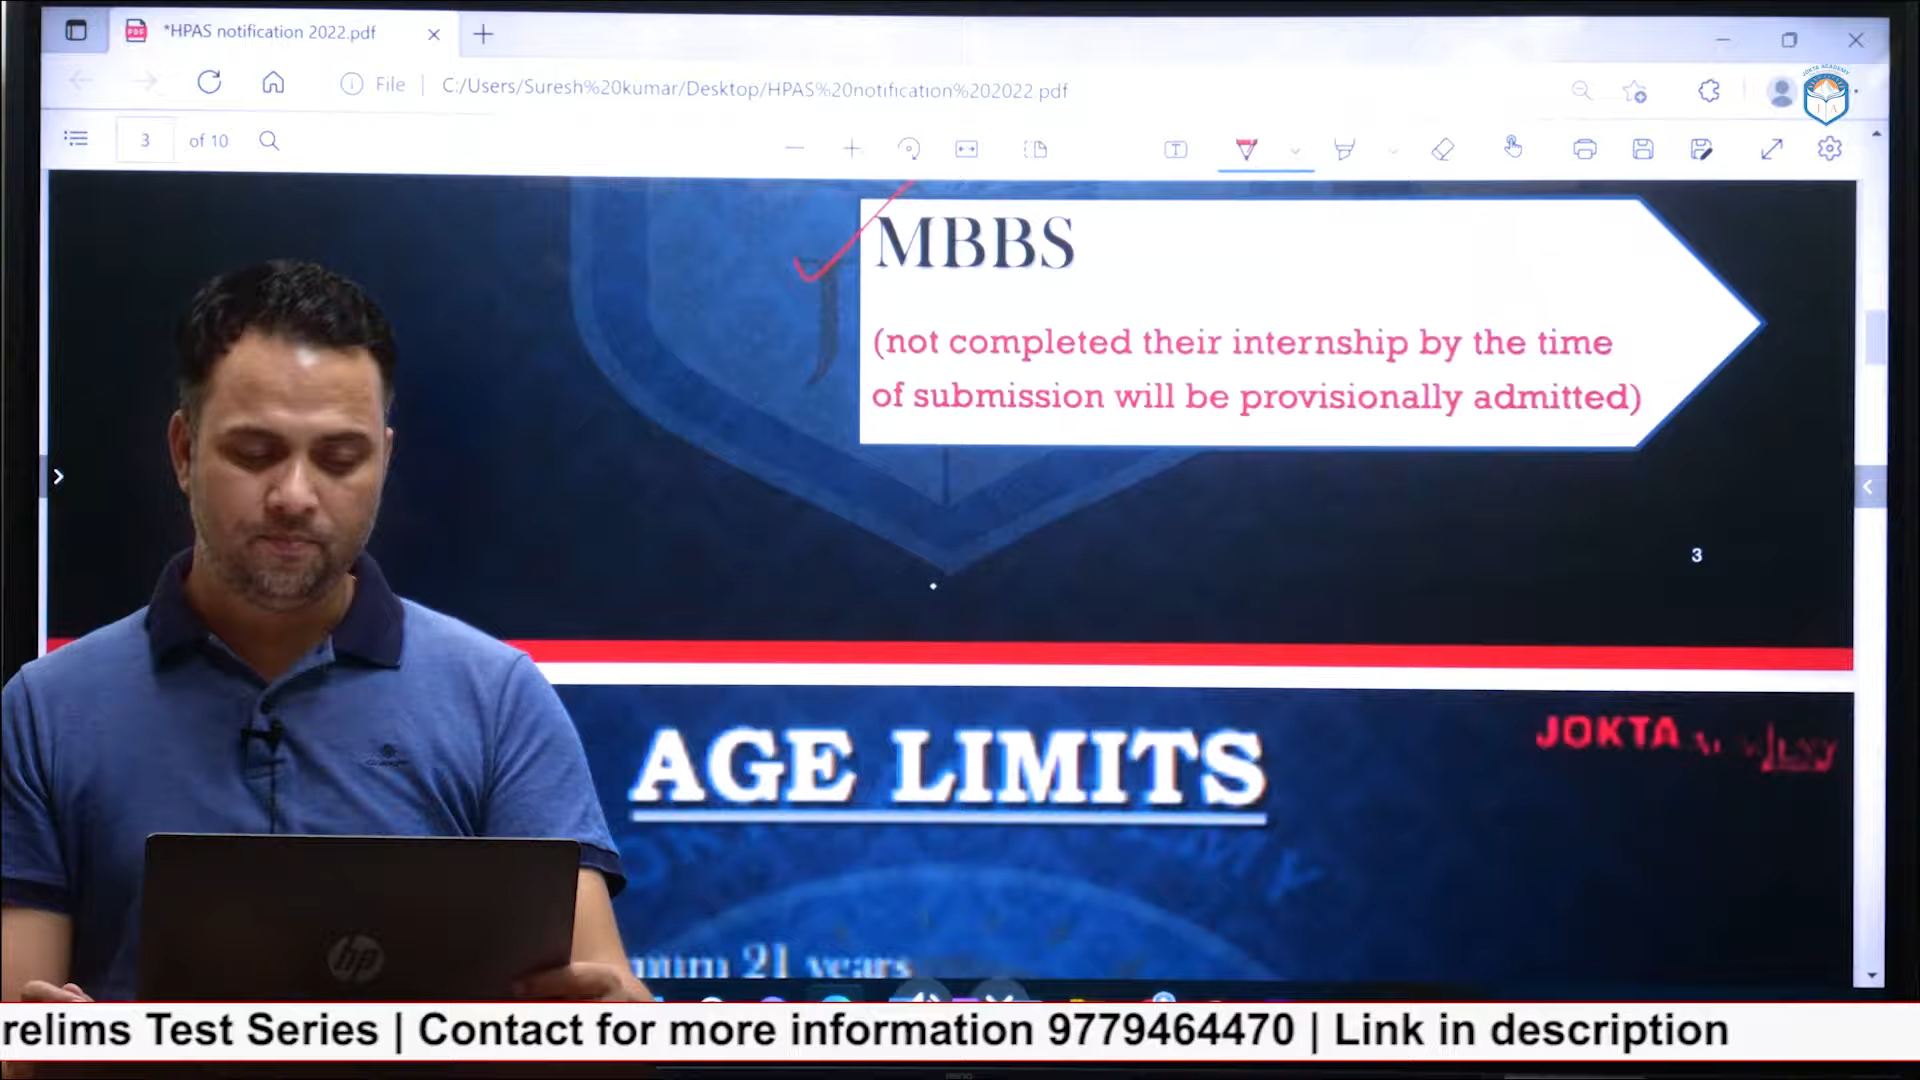 *HPAS notification 2022.pdf
File
C:/Users/Suresh%20kumar/Desktop/HPAS%20notification%202022.pdf
3 of 10
MBBS
(not completed their internship by the time
of submission will be provisionally admitted)
3
JOKTA
AGE LIMITS
21 years
hp
relims Test Series | Contact for more information 9779464470 | Link in description